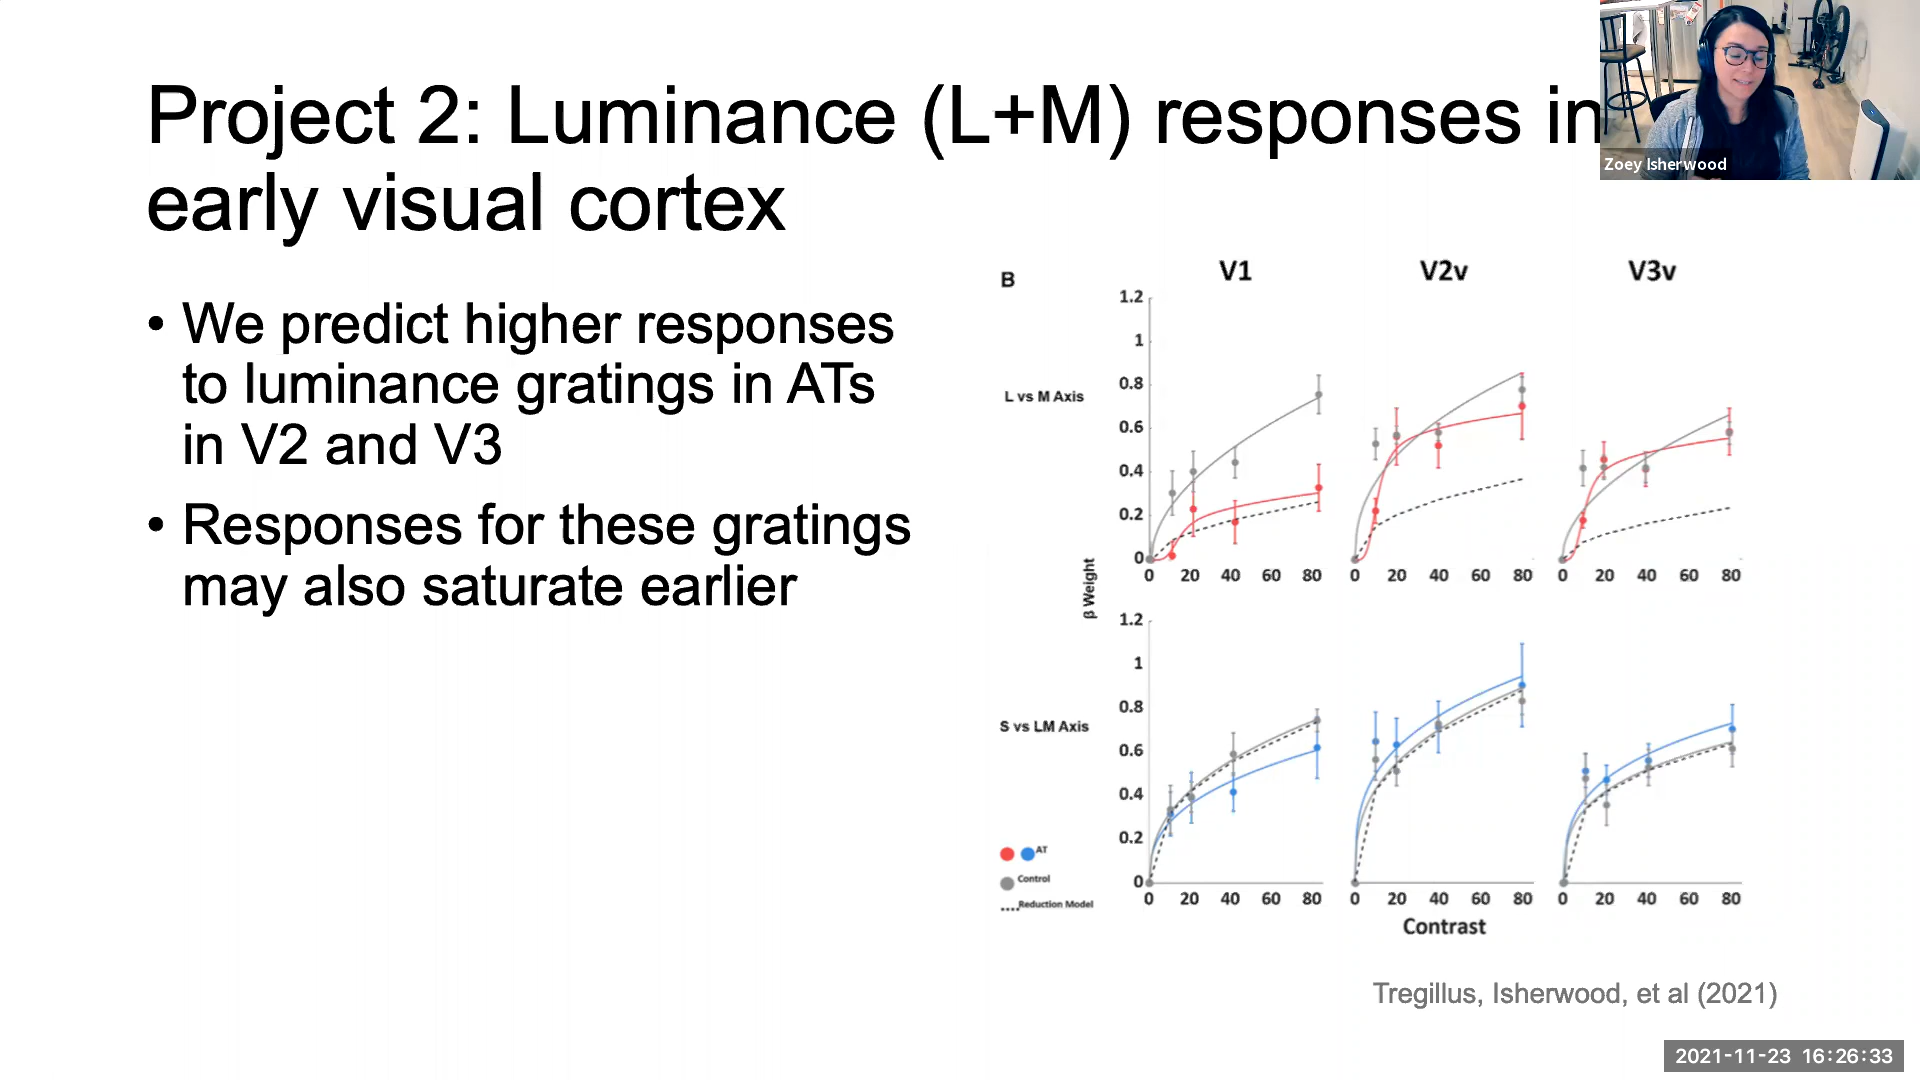 Project 2: Luminance (L+M) responses in
early visual cortex
Zoey Isherwood
• We predict higher responses
to luminance gratings in ATs
in V2 and V3
• Responses for these gratings
may also saturate earlier
B
V1 V2v V3v
L vs M Axis
1.2
1
0.8
0.6
0.4
0.2
0
0 20 40 60 80 0 20 40 60 80 0 20 40 60 80
β Weight
S vs LM Axis
1.2
1
0.8
0.6
0.4
0.2
0
0 20 40 60 80 0 20 40 60 80 0 20 40 60 80
Contrast
AT
Control
Reduction Model
Tregillus, Isherwood, et al (2021)
2021-11-23 16:26:33